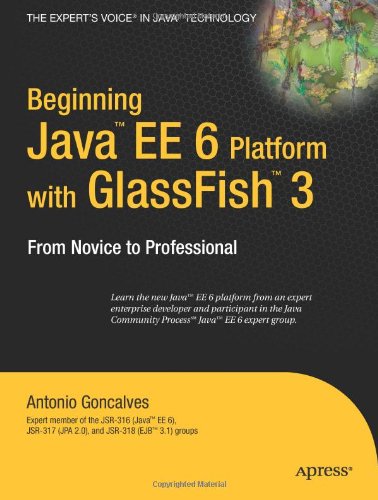 THE EXPERT'S VOICE® IN JAVA™ TECHNOLOGY
Beginning
Java™ EE 6 Platform
with GlassFish™ 3
From Novice to Professional
Learn the new Java™ EE 6 platform from an expert
enterprise developer and participant in the Java
Community Process™ Java™ EE 6 expert group.
Antonio Goncalves
Expert member of the JSR-316 (Java™ EE 6),
JSR-317 (JPA 2.0), and JSR-318 (EJB™ 3.1) groups
Copyrighted Material
Apress®